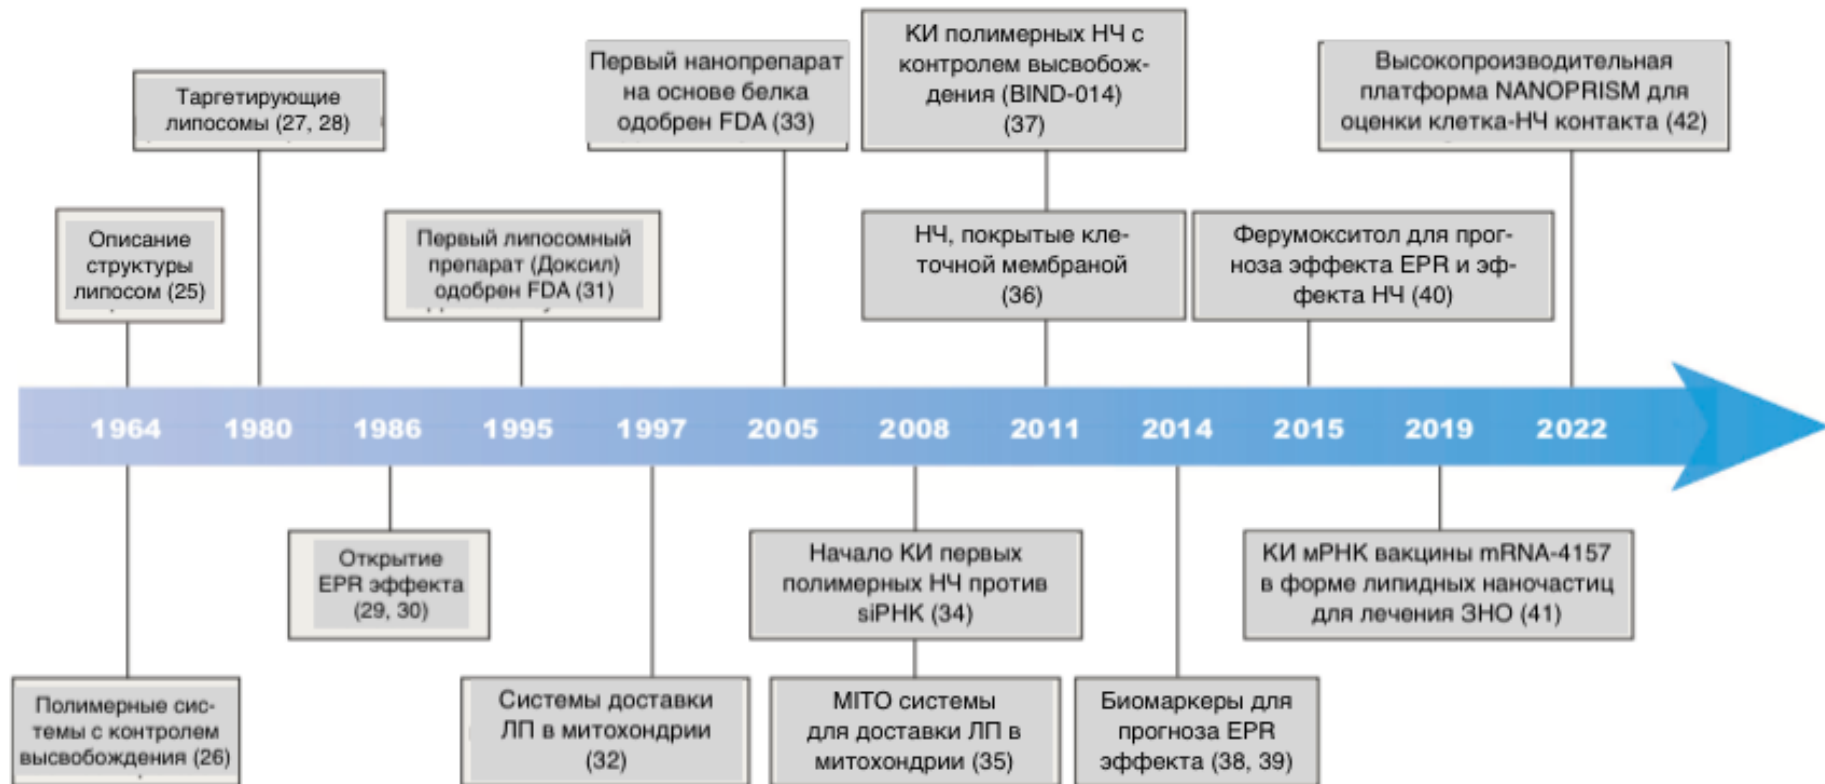 КИ полимерных НЧ с
контролем высвобож-
дения (BIND-014)
(37)
Первый нанопрепарат
на основе белка
одобрен FDA (33)
Высокопроизводительная
платформа NANOPRISM для
оценки клетка-НЧ контакта (42)
Таргетирующие
липосомы (27, 28)
Описание
структуры
липосом (25)
Первый липосомный
препарат (Доксил)
одобрен FDA (31)
НЧ, покрытые кле-
точной мембраной
(36)
Ферумокситол для прог-
ноза эффекта EPR и эф-
фекта НЧ (40)
1964 1980 1986 1995 1997 2005 2008 2011 2014 2015 2019 2022
Открытие
EPR эффекта
(29, 30)
Начало КИ первых
полимерных НЧ против
siРНК (34)
КИ мРНК вакцины mRNA-4157
в форме липидных наночастиц
для лечения ЗНО (41)
Полимерные сис-
темы с контролем
высвобождения (26)
Системы доставки
ЛП в митохондрии
(32)
MITO системы
для доставки ЛП в
митохондрии (35)
Биомаркеры для
прогноза EPR
эффекта (38, 39)